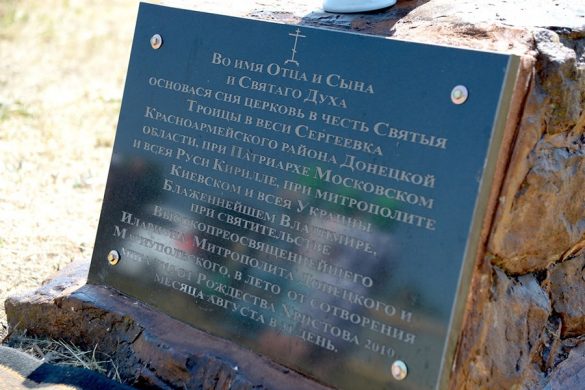 Во имя Отца и Сына
и Святаго Духа
основася сия церковь в честь Святыя
Троицы в веси Сергеевка
Красноармейского района Донецкой
области, при Патриархе Московском
и всея Руси Кирилле, при митрополите
Киевском и всея Украины
Блаженнейшем Владимире,
при святительстве
Высокопреосвященнейшего
Илариона Митрополита Донецкого и
М в лето от сотворения
от Рождества Христова 2010
месяца августа в день.